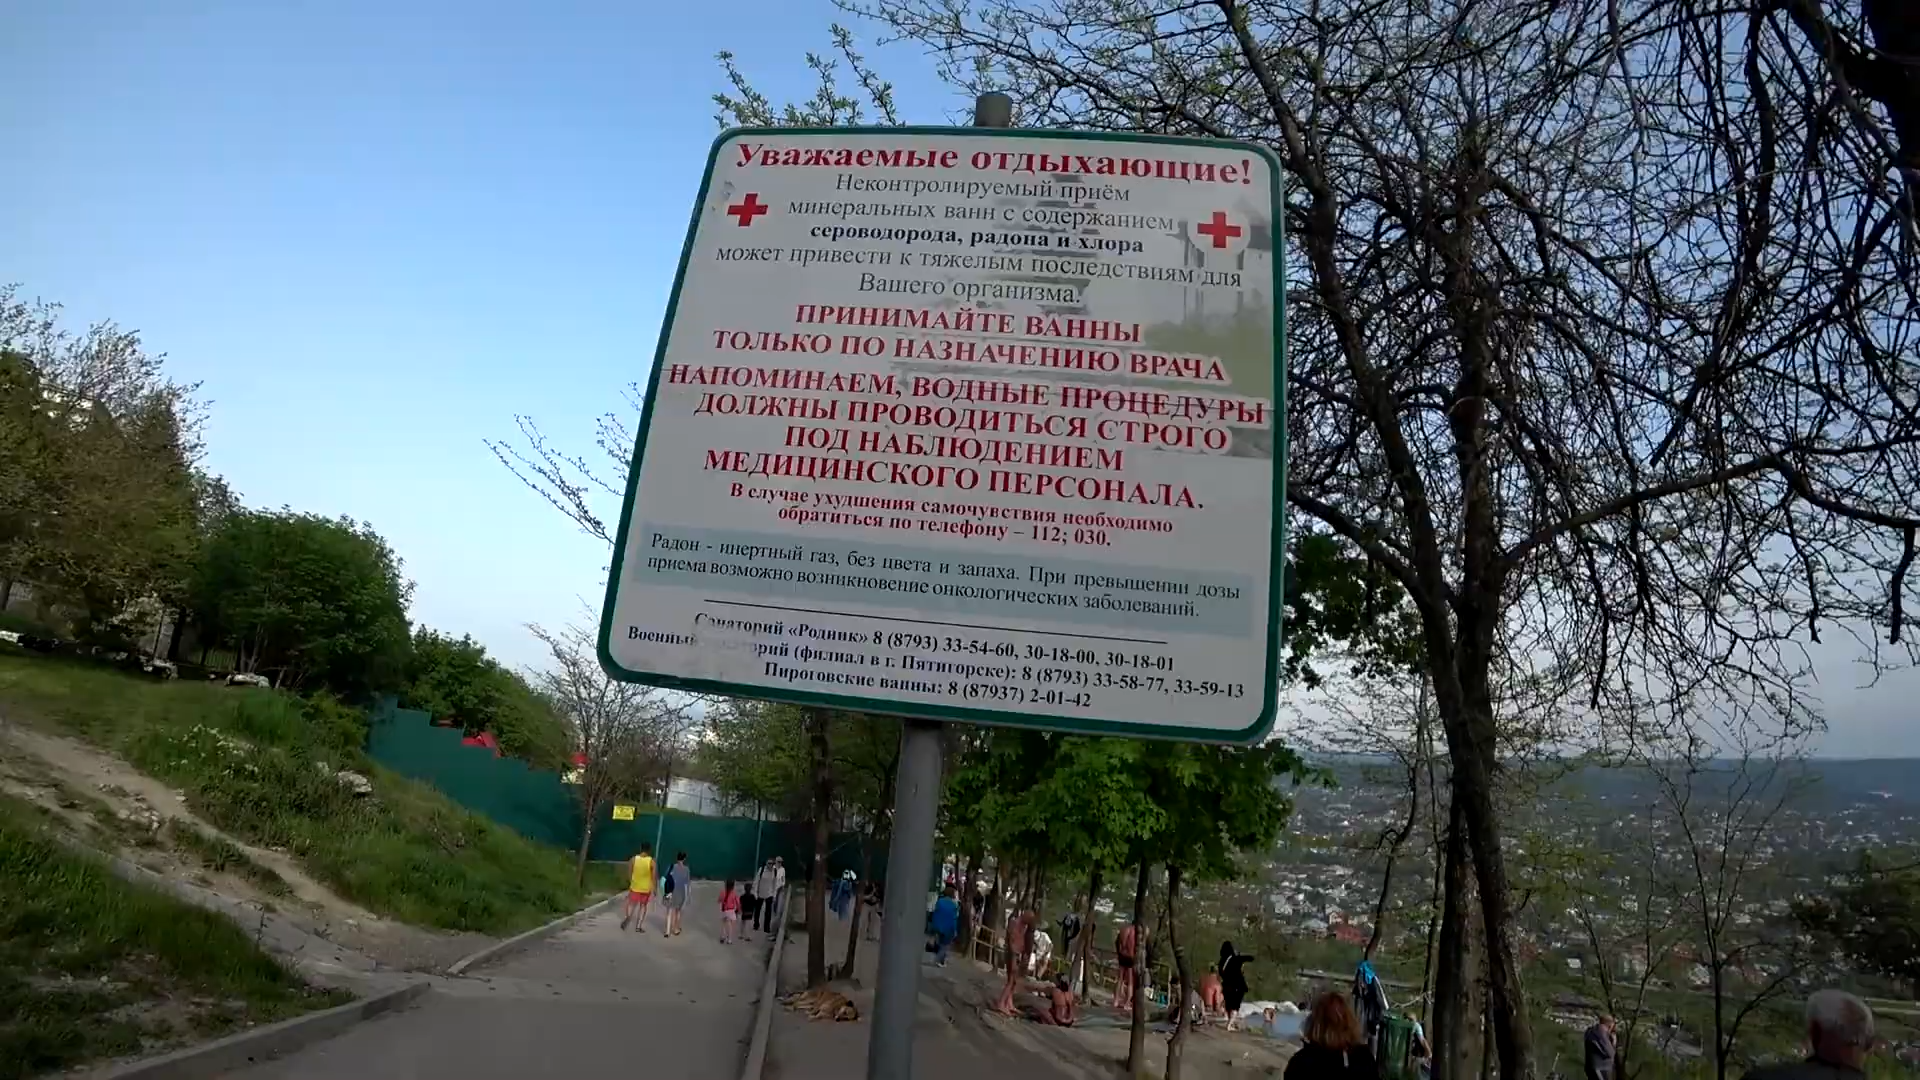 Уважаемые отдыхающие!
Неконтролируемый приём
минеральных ванн с содержанием
сероводорода, радона и хлора
может привести к тяжелым последствиям для
Вашего организма.
ПРИНИМАЙТЕ ВАННЫ
ТОЛЬКО ПО НАЗНАЧЕНИЮ ВРАЧА
НАПОМИНАЕМ, ВОДНЫЕ ПРОЦЕДУРЫ
ДОЛЖНЫ ПРОВОДИТЬСЯ СТРОГО
ПОД НАБЛЮДЕНИЕМ
МЕДИЦИНСКОГО ПЕРСОНАЛА.
В случае ухудшения самочувствия необходимо
обратиться по телефону – 112; 030.
Радон - инертный газ, без цвета и запаха. При превышении дозы
приема возможно возникновение онкологических заболеваний.
Санаторий «Родник» 8 (8793) 33-54-60, 30-18-00, 30-18-01
Военный санаторий (филиал в г. Пятигорске): 8 (8793) 33-58-77, 33-59-13
Пироговские ванны: 8 (87937) 2-01-42